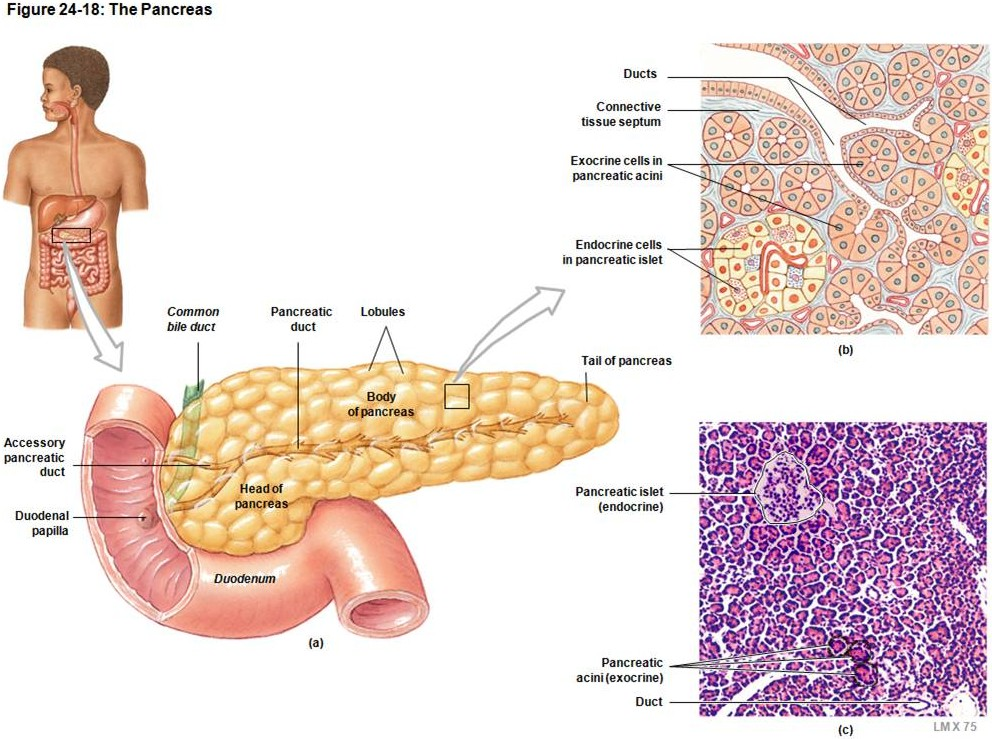 Figure 24-18: The Pancreas
Ducts
Connective
tissue septum
Exocrine cells in
pancreatic acini
Endocrine cells
in pancreatic islet
(b)
Common
bile duct
Pancreatic
duct
Lobules
Tail of pancreas
Body
of pancreas
Accessory
pancreatic
duct
Head of
pancreas
Duodenal
papilla
Duodenum
(a)
Pancreatic islet
(endocrine)
Pancreatic
acini (exocrine)
Duct
(c)
LM X 75